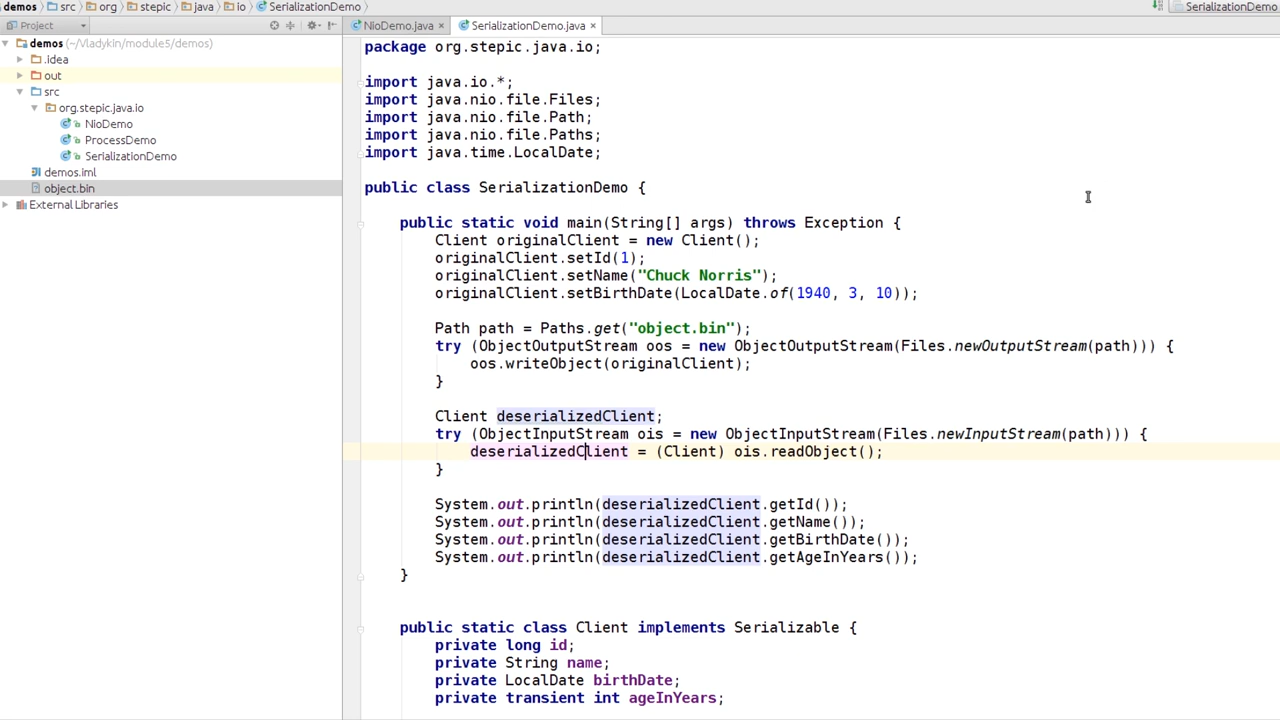 demos src org stepic java io SerializationDemo.java SerializationDemo
Project NioDemo.java × SerializationDemo.java ×
demos (~/Vladykin/module5/demos)
.idea
out
src
org.stepic.java.io
NioDemo
ProcessDemo
SerializationDemo
demos.iml
object.bin
External Libraries
package org.stepic.java.io;
import java.io.*;
import java.nio.file.Files;
import java.nio.file.Path;
import java.nio.file.Paths;
import java.time.LocalDate;
public class SerializationDemo {
public static void main(String[] args) throws Exception {
Client originalClient = new Client();
originalClient.setId(1);
originalClient.setName("Chuck Norris");
originalClient.setBirthDate(LocalDate.of(1940, 3, 10));
Path path = Paths.get("object.bin");
try (ObjectOutputStream oos = new ObjectOutputStream(Files.newOutputStream(path))) {
oos.writeObject(originalClient);
}
Client deserializedClient;
try (ObjectInputStream ois = new ObjectInputStream(Files.newInputStream(path))) {
deserializedClient = (Client) ois.readObject();
}
System.out.println(deserializedClient.getId());
System.out.println(deserializedClient.getName());
System.out.println(deserializedClient.getBirthDate());
System.out.println(deserializedClient.getAgeInYears());
}
public static class Client implements Serializable {
private long id;
private String name;
private LocalDate birthDate;
private transient int ageInYears;